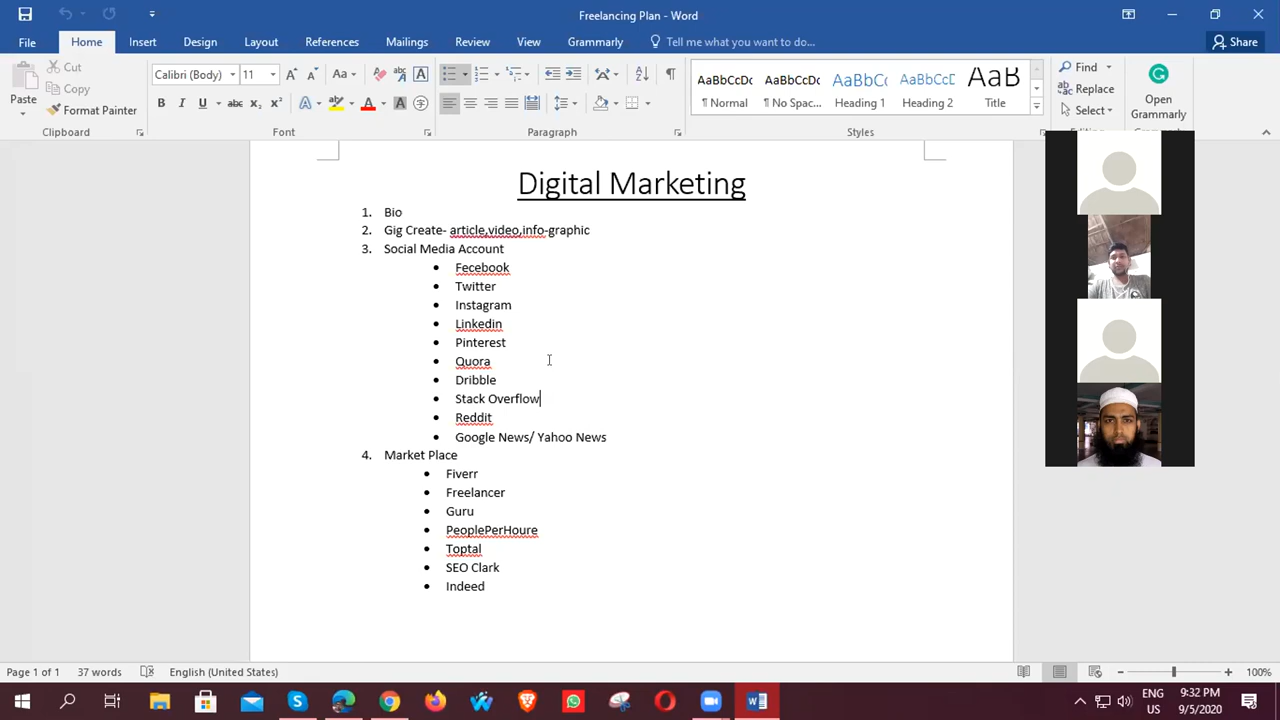 Freelancing Plan - Word
File Home Insert Design Layout References Mailings Review View Grammarly Tell me what you want to do... Share
Paste
Cut
Copy
Format Painter
Clipboard
Calibri (Body) 11
Font
Paragraph
AaBbCcDc AaBbCcDc AaBbCc AaBbCcD AaB
¶ Normal ¶ No Spac... Heading 1 Heading 2 Title
Styles
Find
Replace
Select
Open
Grammarly
Digital Marketing
1. Bio
2. Gig Create- article,video,info-graphic
3. Social Media Account
• Fecebook
• Twitter
• Instagram
• Linkedin
• Pinterest
• Quora
• Dribble
• Stack Overflow
• Reddit
• Google News/ Yahoo News
4. Market Place
• Fiverr
• Freelancer
• Guru
• PeoplePerHoure
• Toptal
• SEO Clark
• Indeed
Page 1 of 1 37 words English (United States) 100%
ENG
US
9:32 PM
9/5/2020